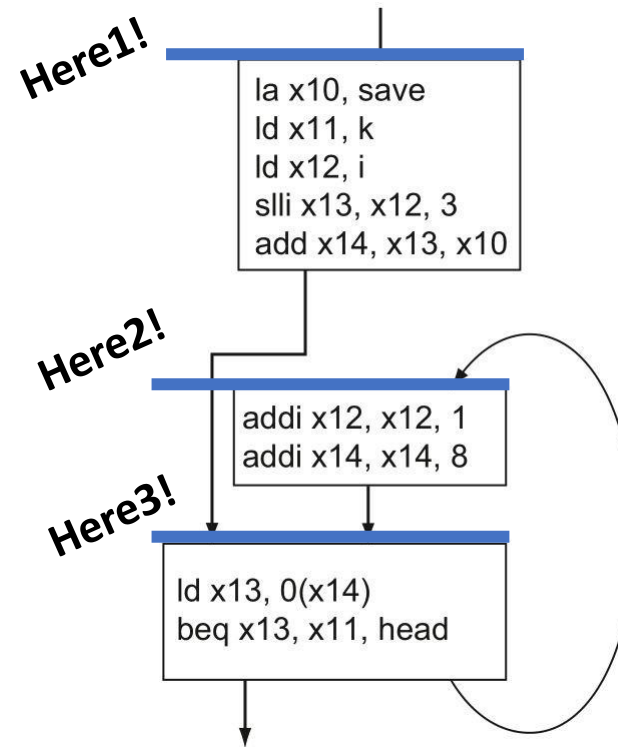 Here1!
la x10, save
ld x11, k
ld x12, i
slli x13, x12, 3
add x14, x13, x10
Here2!
addi x12, x12, 1
addi x14, x14, 8
Here3!
ld x13, 0(x14)
beq x13, x11, head